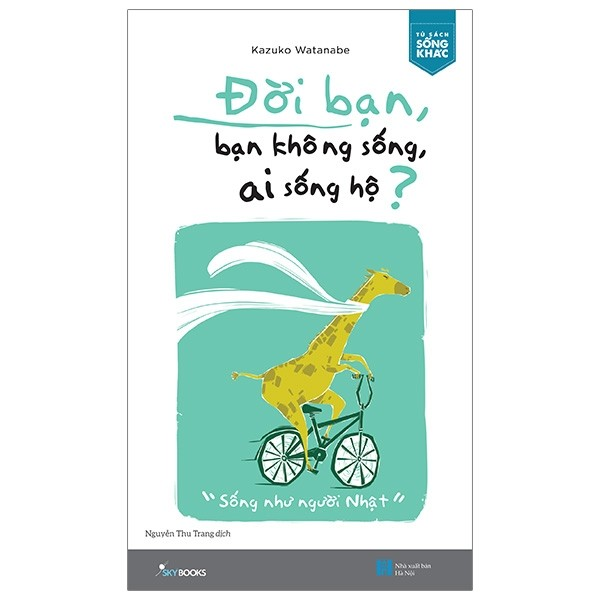 TỦ SÁCH
SỐNG
KHÁC
Kazuko Watanabe
Đời bạn,
bạn không sống,
ai sống hộ?
"Sống như người Nhật"
Nguyễn Thu Trang dịch
SKYBOOKS
Nhà xuất bản
Hà Nội